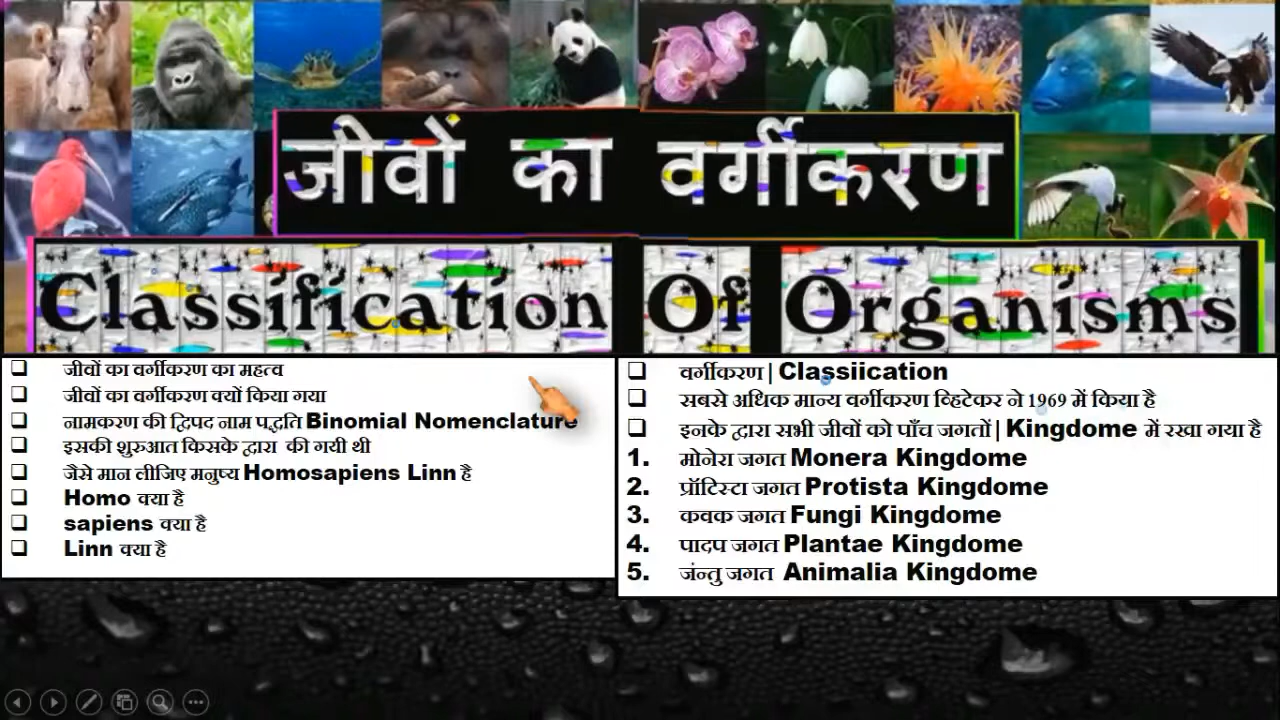 जीवों का वर्गीकरण
Classification Of Organisms
❑ जीवों का वर्गीकरण का महत्व
❑ जीवों का वर्गीकरण क्यों किया गया
❑ नामकरण की द्विपद नाम पद्धति Binomial Nomenclature
❑ इसकी शुरुआत किसके द्वारा की गयी थी
❑ जैसे मान लीजिए मनुष्य Homosapiens Linn है
❑ Homo क्या है
❑ sapiens क्या है
❑ Linn क्या है
❑ वर्गीकरण | Classiication
❑ सबसे अधिक मान्य वर्गीकरण व्हिटेकर ने 1969 में किया है
❑ इनके द्वारा सभी जीवों को पाँच जगतों | Kingdome में रखा गया है
1. मोनेरा जगत Monera Kingdome
2. प्रॉटिस्टा जगत Protista Kingdome
3. कवक जगत Fungi Kingdome
4. पादप जगत Plantae Kingdome
5. जंन्तु जगत Animalia Kingdome